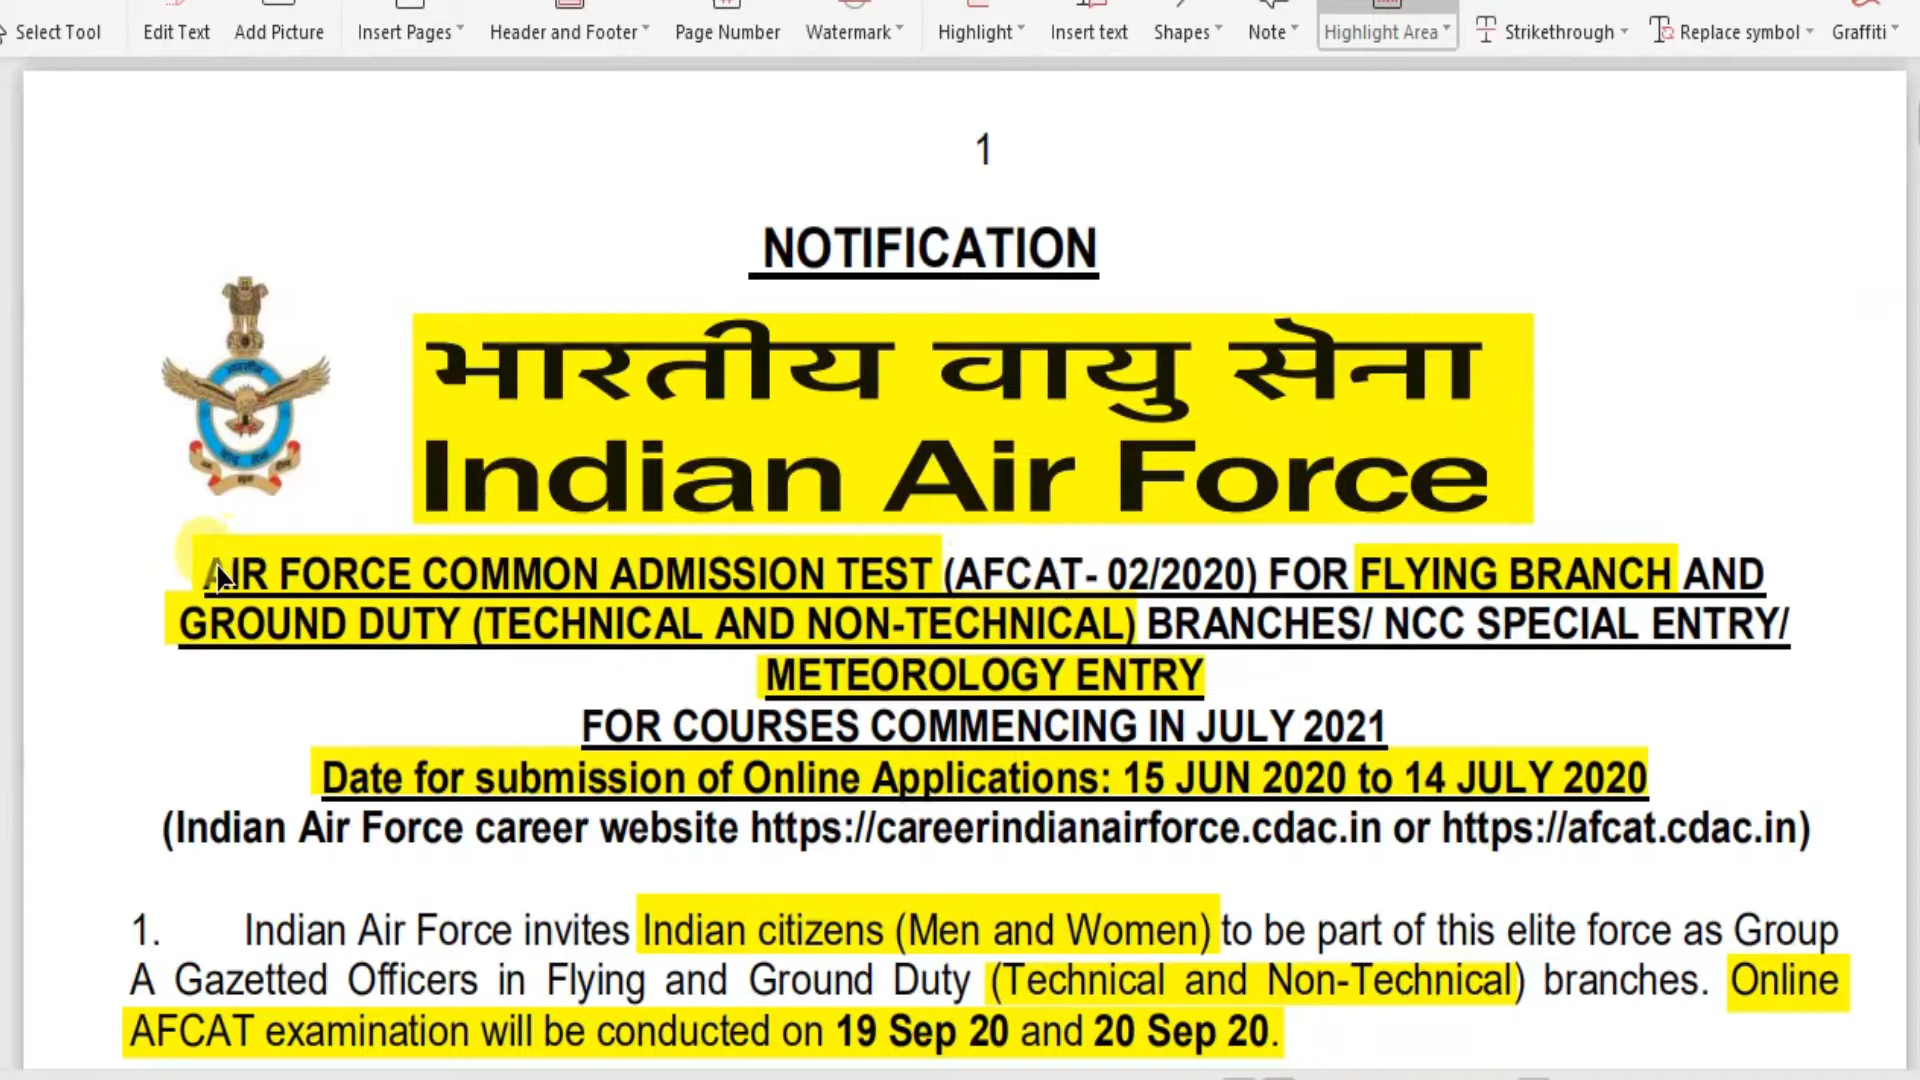 Select Tool Edit Text Add Picture Insert Pages Header and Footer Page Number Watermark Highlight Insert text Shapes Note Highlight Area Strikethrough Replace symbol Graffiti
1
NOTIFICATION
भारतीय वायु सेना
Indian Air Force
AIR FORCE COMMON ADMISSION TEST (AFCAT- 02/2020) FOR FLYING BRANCH AND
GROUND DUTY (TECHNICAL AND NON-TECHNICAL) BRANCHES/ NCC SPECIAL ENTRY/
METEOROLOGY ENTRY
FOR COURSES COMMENCING IN JULY 2021
Date for submission of Online Applications: 15 JUN 2020 to 14 JULY 2020
(Indian Air Force career website https://careerindianairforce.cdac.in or https://afcat.cdac.in)
1. Indian Air Force invites Indian citizens (Men and Women) to be part of this elite force as Group
A Gazetted Officers in Flying and Ground Duty (Technical and Non-Technical) branches. Online
AFCAT examination will be conducted on 19 Sep 20 and 20 Sep 20.